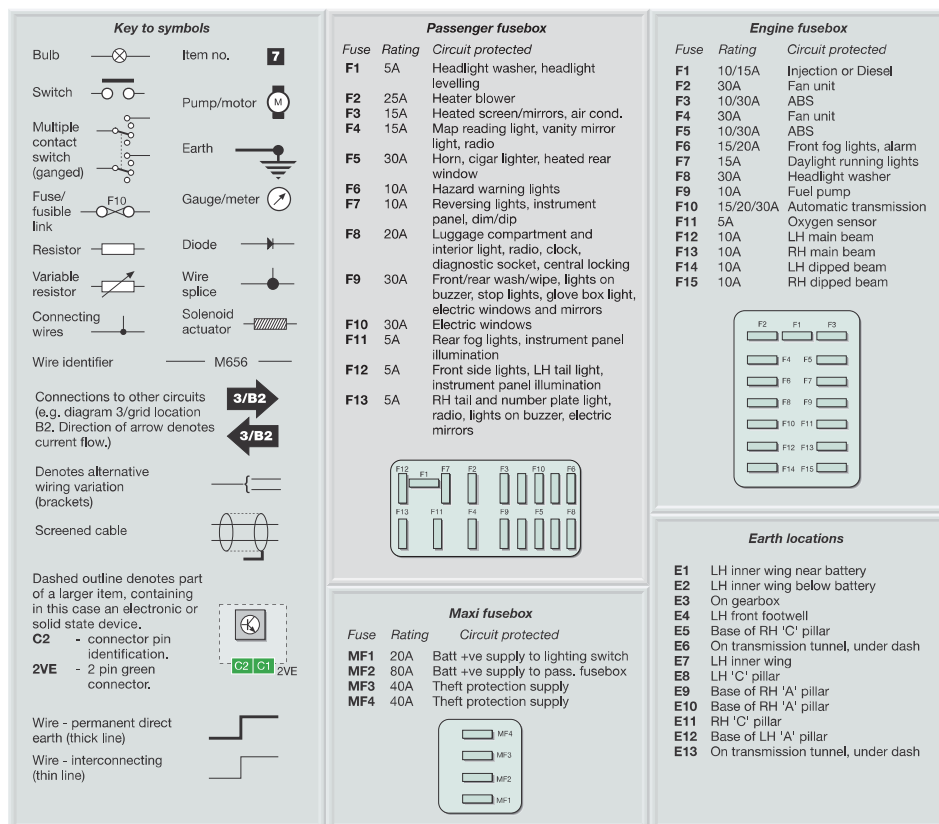 Key to symbols
Bulb
Item no.
7
Switch
Pump/motor
M
Multiple
contact
switch
(ganged)
Earth
Fuse/
fusible
link
F10
Gauge/meter
Resistor
Diode
Variable
resistor
Wire
splice
Connecting
wires
Solenoid
actuator
Wire identifier
M656
Connections to other circuits
(e.g. diagram 3/grid location
B2. Direction of arrow denotes
current flow.)
3/B2
3/B2
Denotes alternative
wiring variation
(brackets)
Screened cable
Dashed outline denotes part
of a larger item, containing
in this case an electronic or
solid state device.
C2 - connector pin
identification.
2VE - 2 pin green
connector.
C2 C1 2VE
Wire - permanent direct
earth (thick line)
Wire - interconnecting
(thin line)
Passenger fusebox
Fuse Rating Circuit protected
F1 5A Headlight washer, headlight
levelling
F2 25A Heater blower
F3 15A Heated screen/mirrors, air cond.
F4 15A Map reading light, vanity mirror
light, radio
F5 30A Horn, cigar lighter, heated rear
window
F6 10A Hazard warning lights
F7 10A Reversing lights, instrument
panel, dim/dip
F8 20A Luggage compartment and
interior light, radio, clock,
diagnostic socket, central locking
F9 30A Front/rear wash/wipe, lights on
buzzer, stop lights, glove box light,
electric windows and mirrors
F10 30A Electric windows
F11 5A Rear fog lights, instrument panel
illumination
F12 5A Front side lights, LH tail light,
instrument panel illumination
F13 5A RH tail and number plate light,
radio, lights on buzzer, electric
mirrors
F12 F1 F7 F2 F3 F10 F6
F13 F11 F4 F9 F5 F8
Maxi fusebox
Fuse Rating Circuit protected
MF1 20A Batt +ve supply to lighting switch
MF2 80A Batt +ve supply to pass. fusebox
MF3 40A Theft protection supply
MF4 40A Theft protection supply
MF4
MF3
MF2
MF1
Engine fusebox
Fuse Rating Circuit protected
F1 10/15A Injection or Diesel
F2 30A Fan unit
F3 10/30A ABS
F4 30A Fan unit
F5 10/30A ABS
F6 15/20A Front fog lights, alarm
F7 15A Daylight running lights
F8 30A Headlight washer
F9 10A Fuel pump
F10 15/20/30A Automatic transmission
F11 5A Oxygen sensor
F12 10A LH main beam
F13 10A RH main beam
F14 10A LH dipped beam
F15 10A RH dipped beam
F2 F1 F3
F4 F5
F6 F7
F8 F9
F10 F11
F12 F13
F14 F15
Earth locations
E1 LH inner wing near battery
E2 LH inner wing below battery
E3 On gearbox
E4 LH front footwell
E5 Base of RH 'C' pillar
E6 On transmission tunnel, under dash
E7 LH inner wing
E8 LH 'C' pillar
E9 Base of RH 'A' pillar
E10 Base of RH 'A' pillar
E11 RH 'C' pillar
E12 Base of LH 'A' pillar
E13 On transmission tunnel, under dash